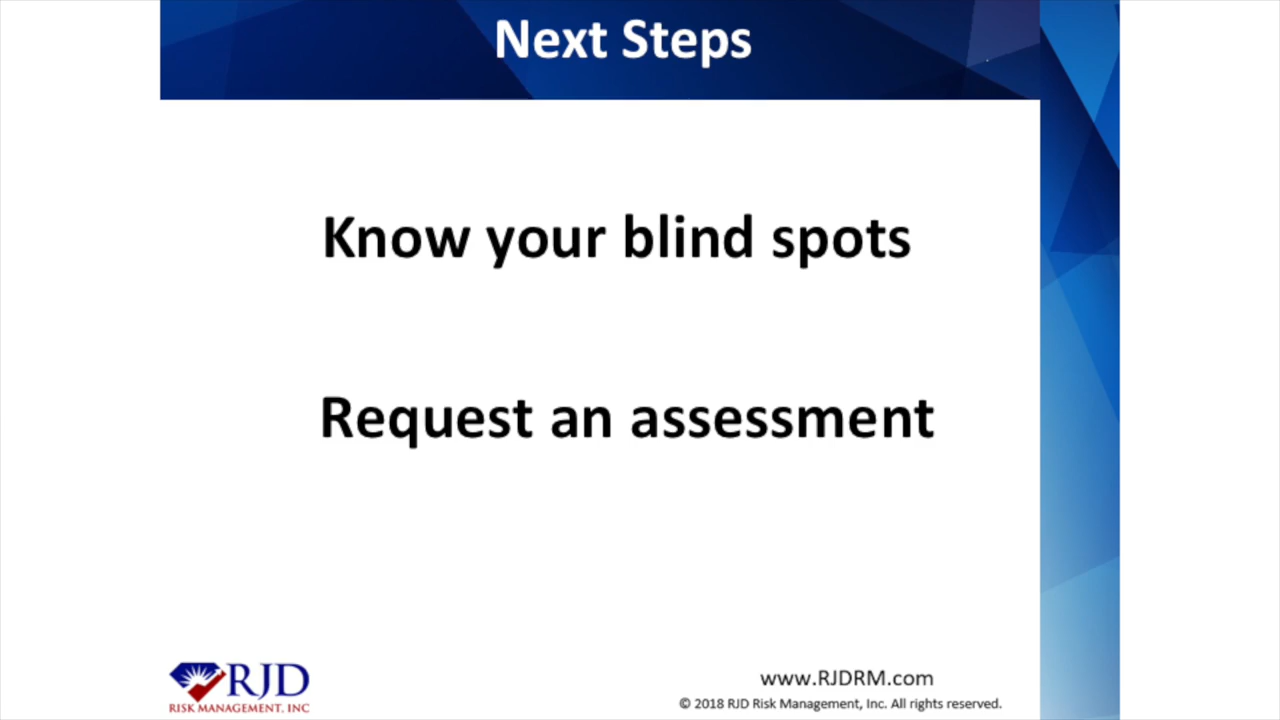 Next Steps
Know your blind spots
Request an assessment
RJD
RISK MANAGEMENT, INC
www.RJDRM.com
© 2018 RJD Risk Management, Inc. All rights reserved.